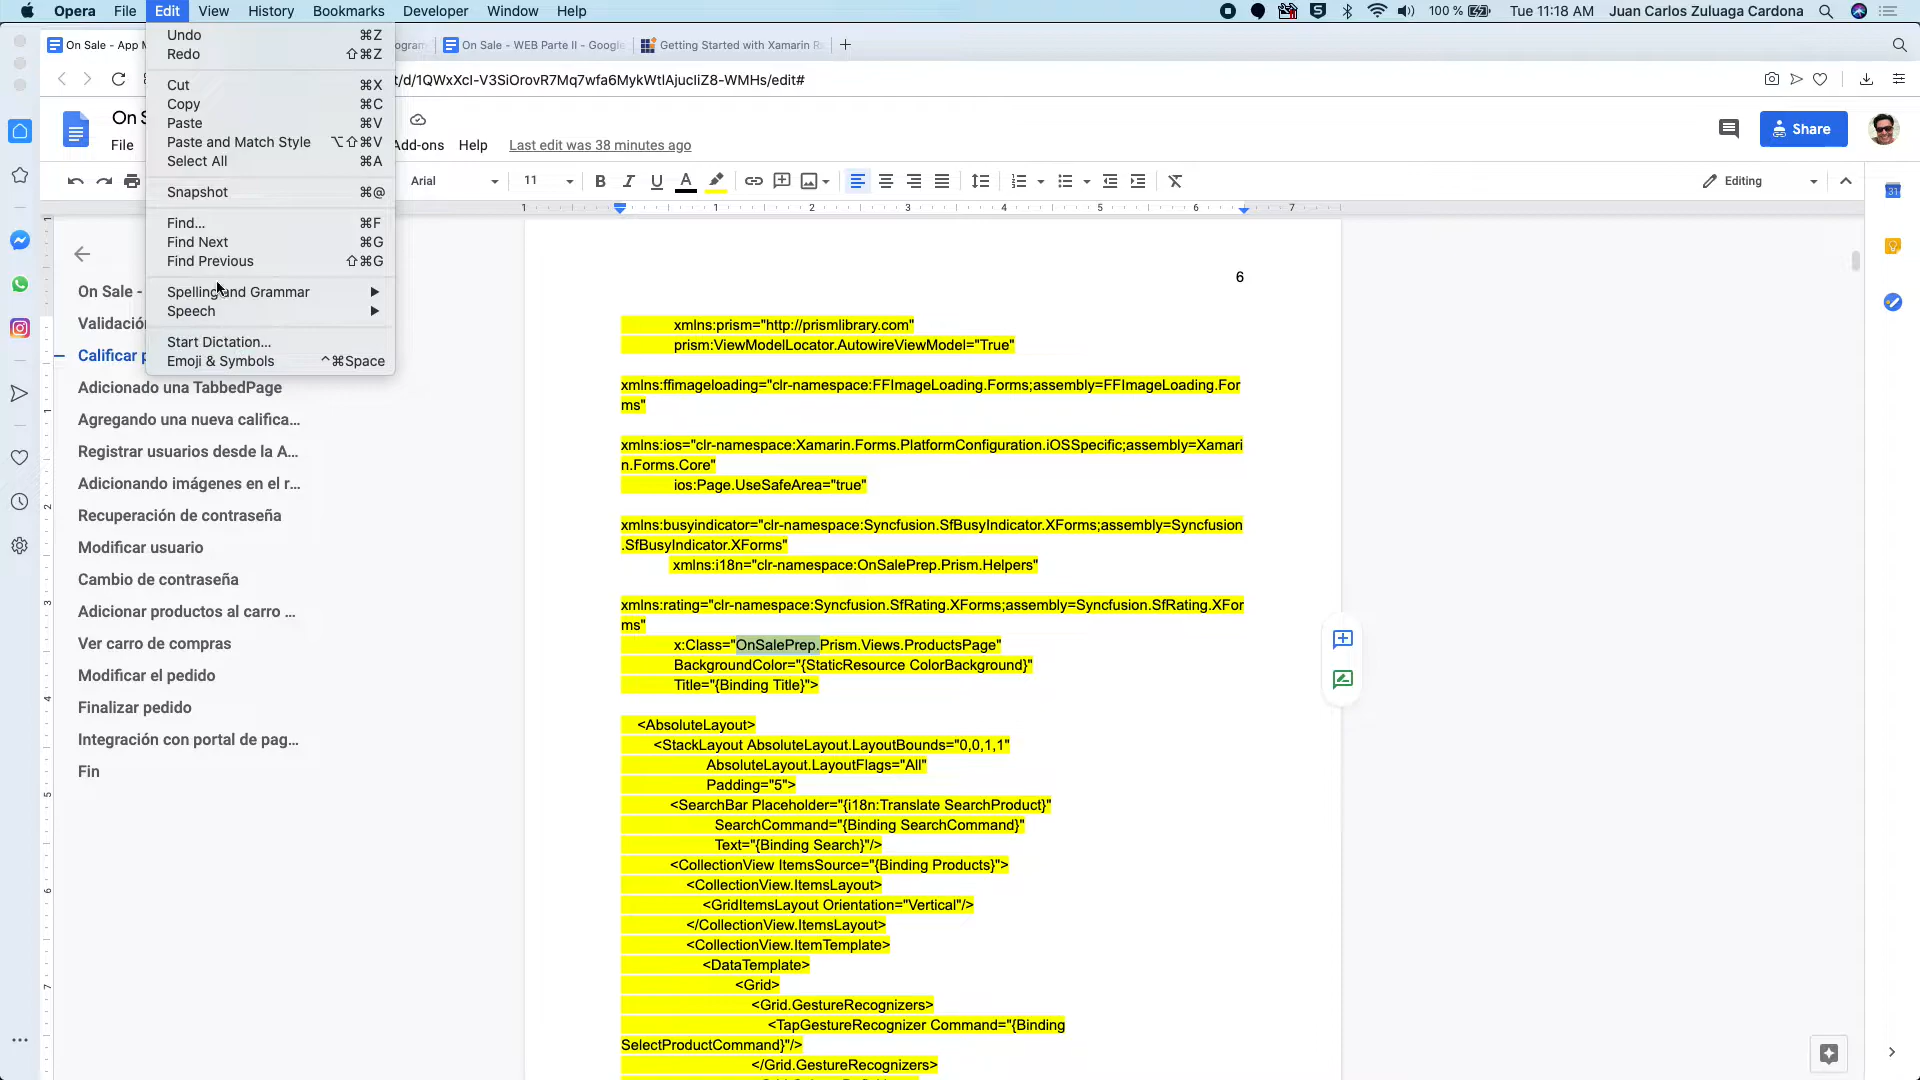 Opera File Edit View History Bookmarks Developer Window Help 100 % Tue 11:18 AM Juan Carlos Zuluaga Cardona
On Sale - App M
On Sale - WEB Parte II - Google
Getting Started with Xamarin R
t/d/1QWxXcI-V3SiOrovR7Mq7wfa6MykWtlAjucliZ8-WMHs/edit#
Undo ⌘Z
Redo ⇧⌘Z
Cut ⌘X
Copy ⌘C
Paste ⌘V
Paste and Match Style ⌥⇧⌘V
Select All ⌘A
Snapshot ⌘@
Find... ⌘F
Find Next ⌘G
Find Previous ⇧⌘G
Spelling and Grammar
Speech
Start Dictation...
Emoji & Symbols ^⌘Space
On S
File
Add-ons Help Last edit was 38 minutes ago
Share
Arial 11 Editing
1 1 2 3 4 5 6 7
On Sale -
Validación
Calificar p
Adicionado una TabbedPage
Agregando una nueva califica...
Registrar usuarios desde la A...
Adicionando imágenes en el r...
Recuperación de contraseña
Modificar usuario
Cambio de contraseña
Adicionar productos al carro ...
Ver carro de compras
Modificar el pedido
Finalizar pedido
Integración con portal de pag...
Fin
6
xmlns:prism="http://prismlibrary.com"
prism:ViewModelLocator.AutowireViewModel="True"
xmlns:ffimageloading="clr-namespace:FFImageLoading.Forms;assembly=FFImageLoading.For
ms"
xmlns:ios="clr-namespace:Xamarin.Forms.PlatformConfiguration.iOSSpecific;assembly=Xamari
n.Forms.Core"
ios:Page.UseSafeArea="true"
xmlns:busyindicator="clr-namespace:Syncfusion.SfBusyIndicator.XForms;assembly=Syncfusion
.SfBusyIndicator.XForms"
xmlns:i18n="clr-namespace:OnSalePrep.Prism.Helpers"
xmlns:rating="clr-namespace:Syncfusion.SfRating.XForms;assembly=Syncfusion.SfRating.XFor
ms"
x:Class="OnSalePrep.Prism.Views.ProductsPage"
BackgroundColor="{StaticResource ColorBackground}"
Title="{Binding Title}">
<AbsoluteLayout>
<StackLayout AbsoluteLayout.LayoutBounds="0,0,1,1"
AbsoluteLayout.LayoutFlags="All"
Padding="5">
<SearchBar Placeholder="{i18n:Translate SearchProduct}"
SearchCommand="{Binding SearchCommand}"
Text="{Binding Search}"/>
<CollectionView ItemsSource="{Binding Products}">
<CollectionView.ItemsLayout>
<GridItemsLayout Orientation="Vertical"/>
</CollectionView.ItemsLayout>
<CollectionView.ItemTemplate>
<DataTemplate>
<Grid>
<Grid.GestureRecognizers>
<TapGestureRecognizer Command="{Binding
SelectProductCommand}"/>
</Grid.GestureRecognizers>